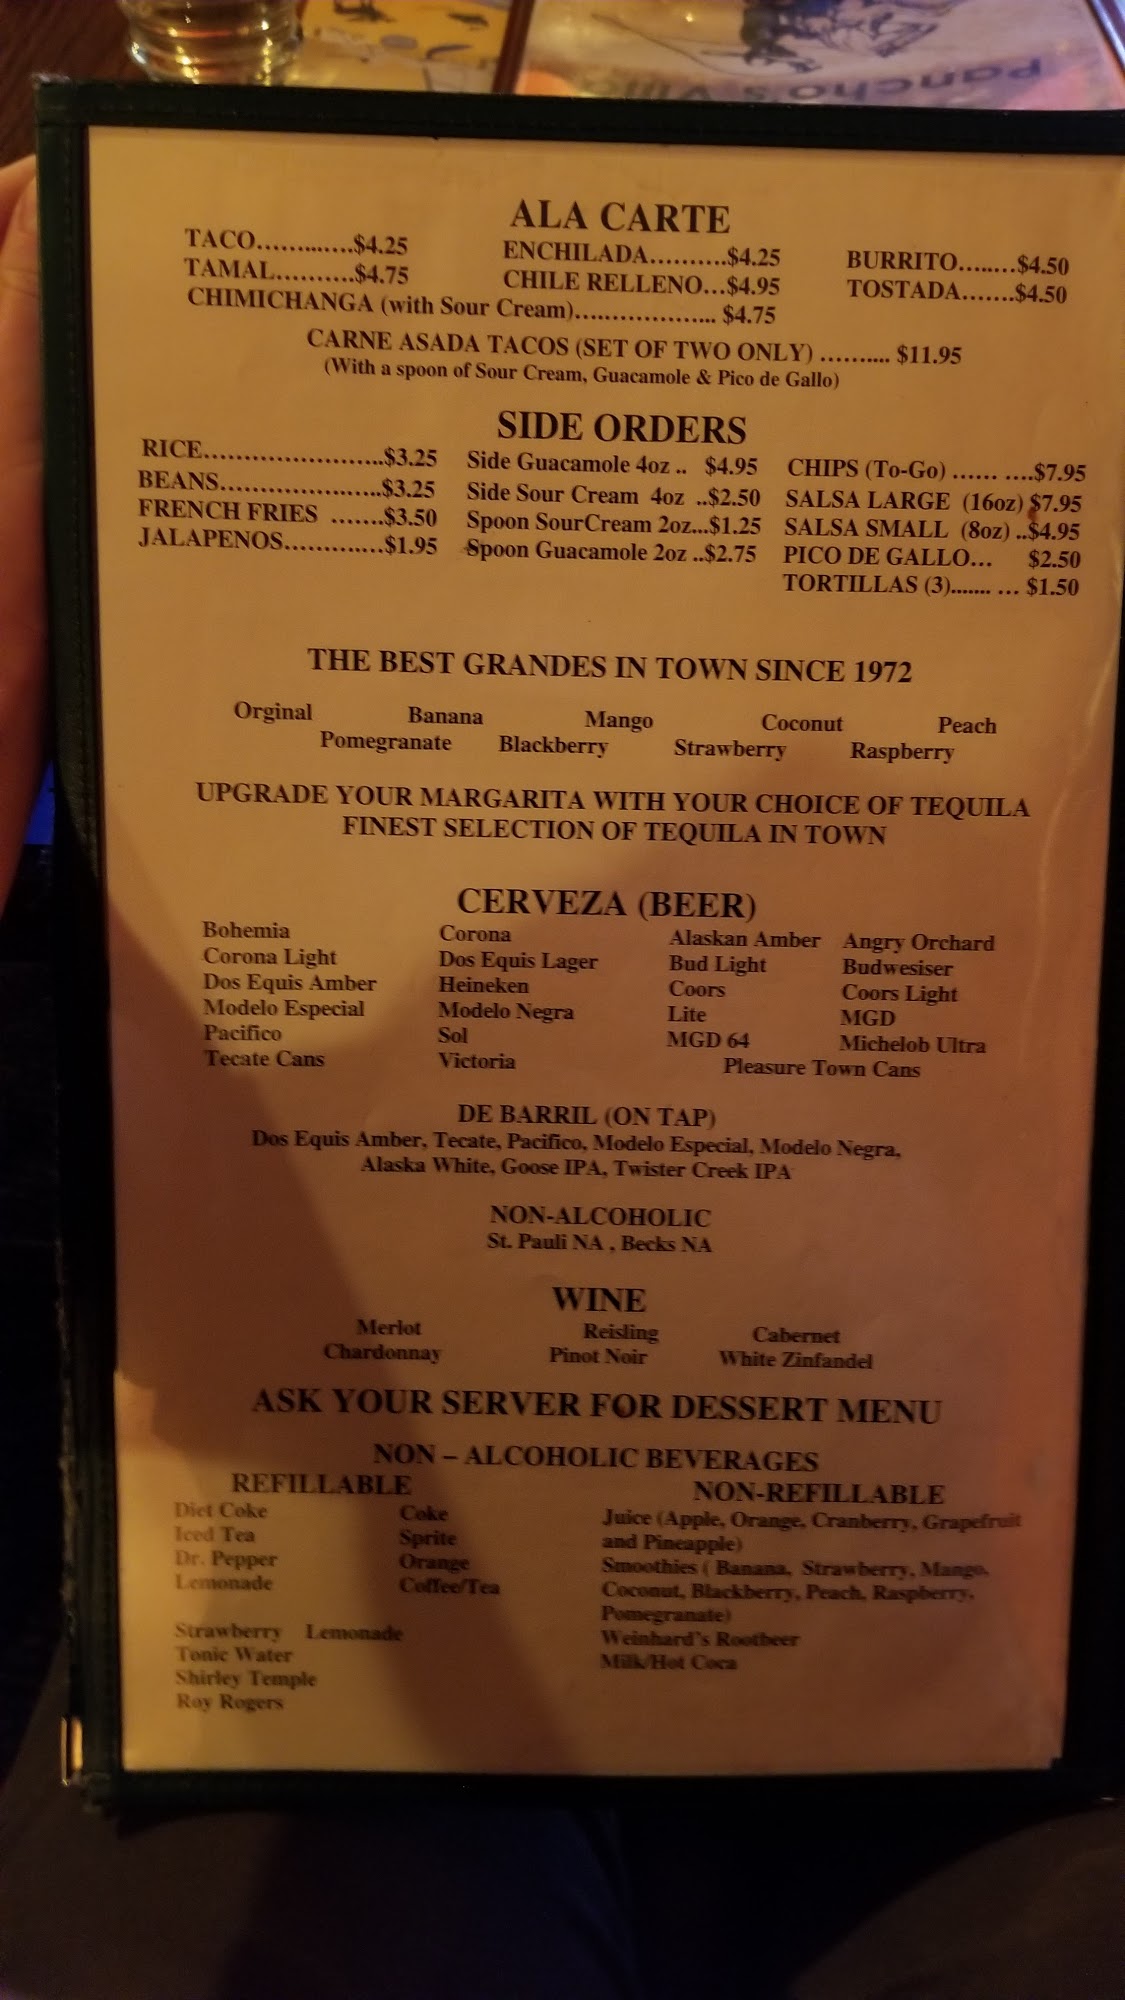 Pancho's Villa
ALA CARTE
TACO.............$4.25 ENCHILADA..........$4.25 BURRITO........$4.50
TAMAL..........$4.75 CHILE RELLENO...$4.95 TOSTADA.......$4.50
CHIMICHANGA (with Sour Cream).................. $4.75
CARNE ASADA TACOS (SET OF TWO ONLY) .......... $11.95
(With a spoon of Sour Cream, Guacamole & Pico de Gallo)
SIDE ORDERS
RICE.......................$3.25 Side Guacamole 4oz .. $4.95 CHIPS (To-Go) ...... ....$7.95
BEANS.....................$3.25 Side Sour Cream 4oz ..$2.50 SALSA LARGE (16oz) $7.95
FRENCH FRIES .......$3.50 Spoon SourCream 2oz...$1.25 SALSA SMALL (8oz) ..$4.95
JALAPENOS.............$1.95 Spoon Guacamole 2oz ..$2.75 PICO DE GALLO... $2.50
TORTILLAS (3)....... ... $1.50
THE BEST GRANDES IN TOWN SINCE 1972
Orginal Banana Mango Coconut Peach
Pomegranate Blackberry Strawberry Raspberry
UPGRADE YOUR MARGARITA WITH YOUR CHOICE OF TEQUILA
FINEST SELECTION OF TEQUILA IN TOWN
CERVEZA (BEER)
Bohemia Corona Alaskan Amber Angry Orchard
Corona Light Dos Equis Lager Bud Light Budwesiser
Dos Equis Amber Heineken Coors Coors Light
Modelo Especial Modelo Negra Lite MGD
Pacifico Sol MGD 64 Michelob Ultra
Tecate Cans Victoria Pleasure Town Cans
DE BARRIL (ON TAP)
Dos Equis Amber, Tecate, Pacifico, Modelo Especial, Modelo Negra,
Alaska White, Goose IPA, Twister Creek IPA
NON-ALCOHOLIC
St. Pauli NA , Becks NA
WINE
Merlot Reisling Cabernet
Chardonnay Pinot Noir White Zinfandel
ASK YOUR SERVER FOR DESSERT MENU
NON – ALCOHOLIC BEVERAGES
REFILLABLE NON-REFILLABLE
Diet Coke Coke Juice (Apple, Orange, Cranberry, Grapefruit
Iced Tea Sprite and Pineapple)
Dr. Pepper Orange Smoothies ( Banana, Strawberry, Mango,
Lemonade Coffee/Tea Coconut, Blackberry, Peach, Raspberry,
Pomegranate)
Strawberry Lemonade Weinhard's Rootbeer
Tonic Water Milk/Hot Coca
Shirley Temple
Roy Rogers